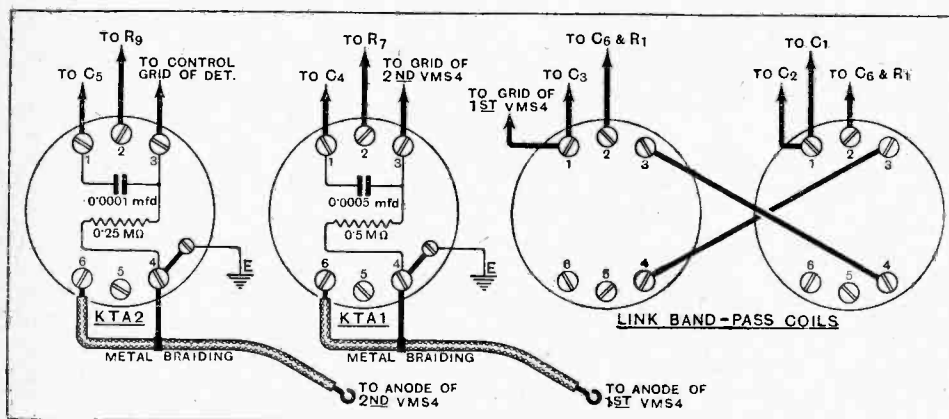 TO R9
TO CONTROL
GRID OF DET.
TO C5
1
2
3
0·0001 mfd
0·25 MΩ
6
5
4
E
KTA2
METAL BRAIDING
TO ANODE OF
2ND VMS4
TO R7
TO GRID OF
2ND VMS4
TO C4
1
2
3
0·0005 mfd
0·5 MΩ
6
5
4
E
KTA1
METAL BRAIDING
TO ANODE OF
1ST VMS4
TO C6 & R1
TO C3
TO GRID OF
1ST VMS4
1
2
3
6
5
4
TO C1
TO C2
TO C6 & R1
1
2
3
6
5
4
LINK BAND-PASS COILS